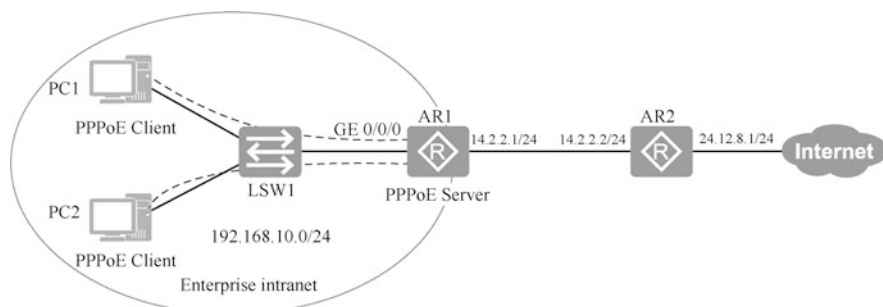 PC1
PPPoE Client
PC2
PPPoE Client
LSW1
192.168.10.0/24
Enterprise intranet
GE 0/0/0
AR1
R
PPPoE Server
14.2.2.1/24
14.2.2.2/24
AR2
R
24.12.8.1/24
Internet